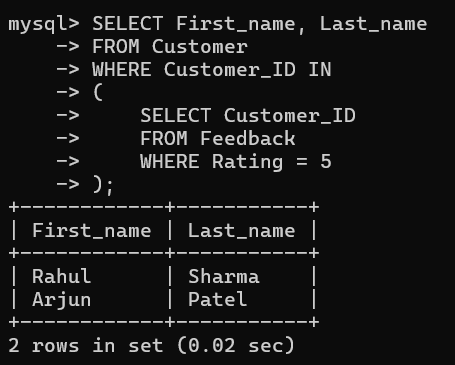 mysql> SELECT First_name, Last_name
    -> FROM Customer
    -> WHERE Customer_ID IN
    -> (
    ->     SELECT Customer_ID
    ->     FROM Feedback
    ->     WHERE Rating = 5
    -> );
+------------+-----------+
| First_name | Last_name |
+------------+-----------+
| Rahul      | Sharma    |
| Arjun      | Patel     |
+------------+-----------+
2 rows in set (0.02 sec)